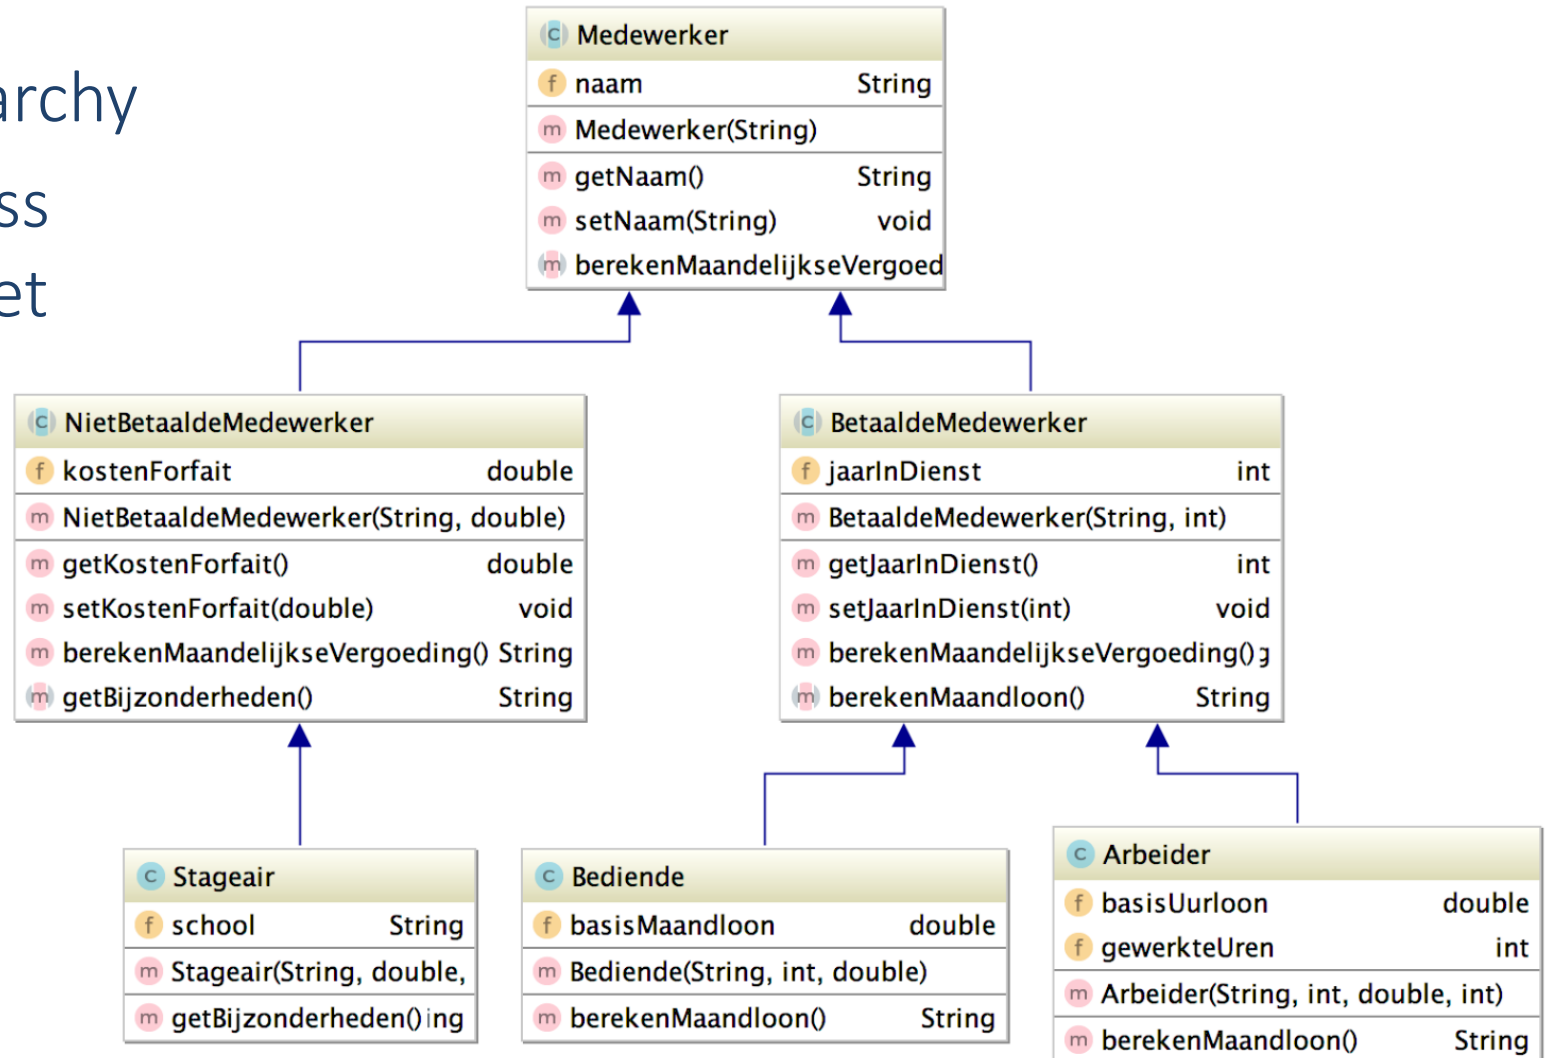 archy
ss
et
c Medewerker
f naam String
m Medewerker(String)
m getNaam() String
m setNaam(String) void
m berekenMaandelijkseVergoed
c NietBetaaldeMedewerker
f kostenForfait double
m NietBetaaldeMedewerker(String, double)
m getKostenForfait() double
m setKostenForfait(double) void
m berekenMaandelijkseVergoeding() String
m getBijzonderheden() String
c BetaaldeMedewerker
f jaarInDienst int
m BetaaldeMedewerker(String, int)
m getJaarInDienst() int
m setJaarInDienst(int) void
m berekenMaandelijkseVergoeding()
m berekenMaandloon() String
c Stageair
f school String
m Stageair(String, double,
m getBijzonderheden() ing
c Bediende
f basisMaandloon double
m Bediende(String, int, double)
m berekenMaandloon() String
c Arbeider
f basisUurloon double
f gewerkteUren int
m Arbeider(String, int, double, int)
m berekenMaandloon() String